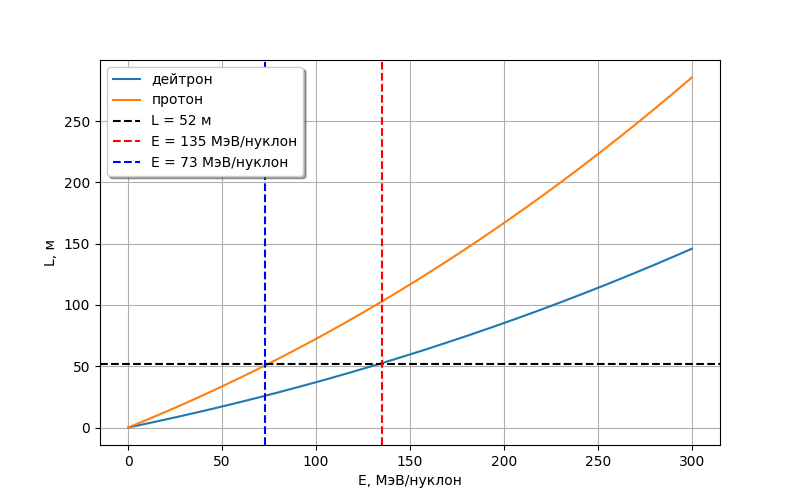 дейтрон
протон
L = 52 м
E = 135 МэВ/нуклон
E = 73 МэВ/нуклон
250
200
150
100
50
0
L, м
0 50 100 150 200 250 300
E, МэВ/нуклон